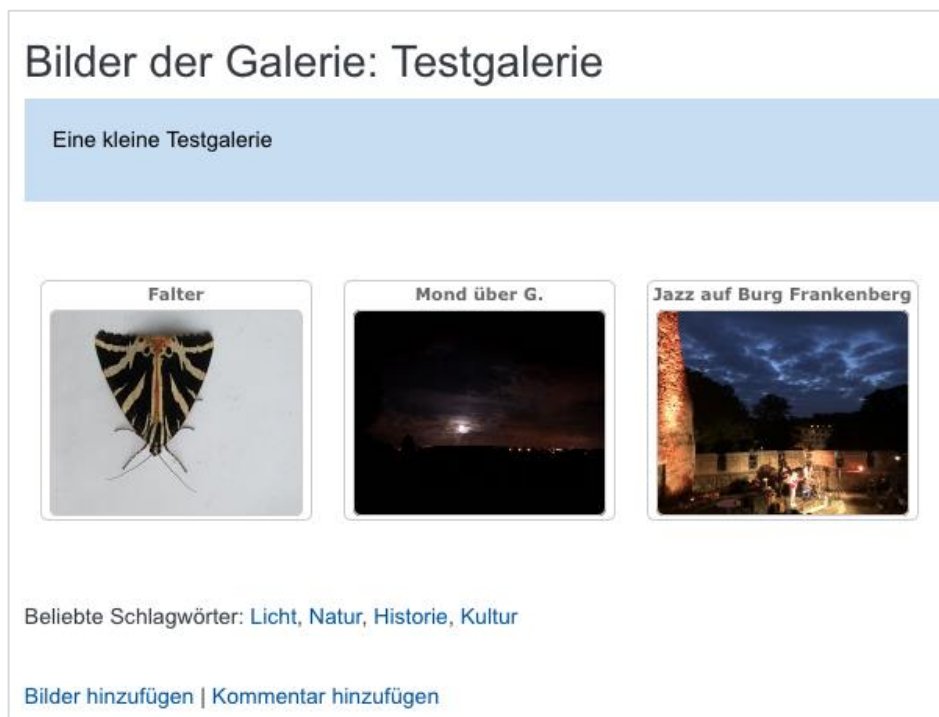 Bilder der Galerie: Testgalerie
Eine kleine Testgalerie
Falter
Mond über G.
Jazz auf Burg Frankenberg
Beliebte Schlagwörter: Licht, Natur, Historie, Kultur
Bilder hinzufügen | Kommentar hinzufügen